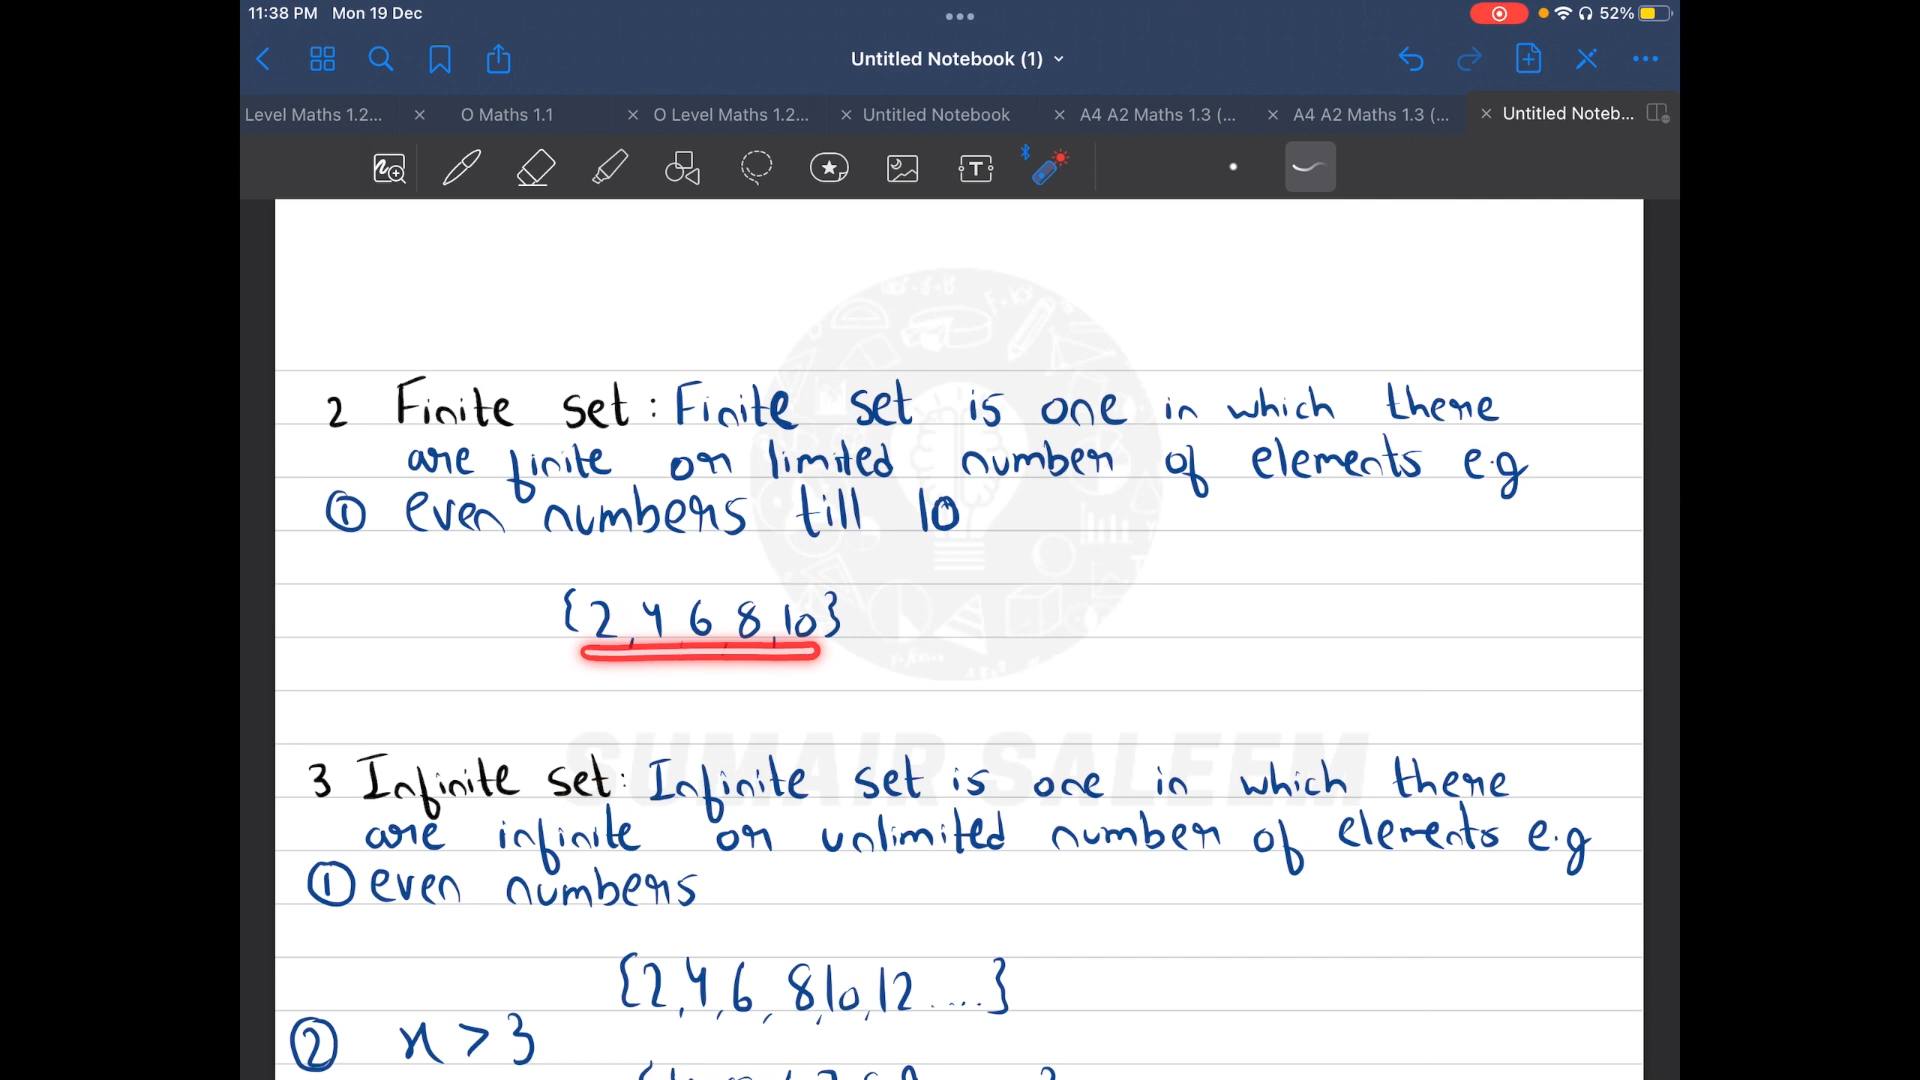 11:38 PM Mon 19 Dec
52%
Untitled Notebook (1)
Level Maths 1.2... O Maths 1.1 O Level Maths 1.2... Untitled Notebook A4 A2 Maths 1.3 (... A4 A2 Maths 1.3 (... Untitled Noteb...
2 Finite set : Finite set is one in which there
are finite or limited number of elements e.g
① even numbers till 10
{2, 4, 6, 8, 10}
SUMAIR SALEEM
3 Infinite set: Infinite set is one in which there
are infinite or unlimited number of elements e.g
① even numbers
{2, 4, 6, 8, 10, 12 ....}
② x > 3